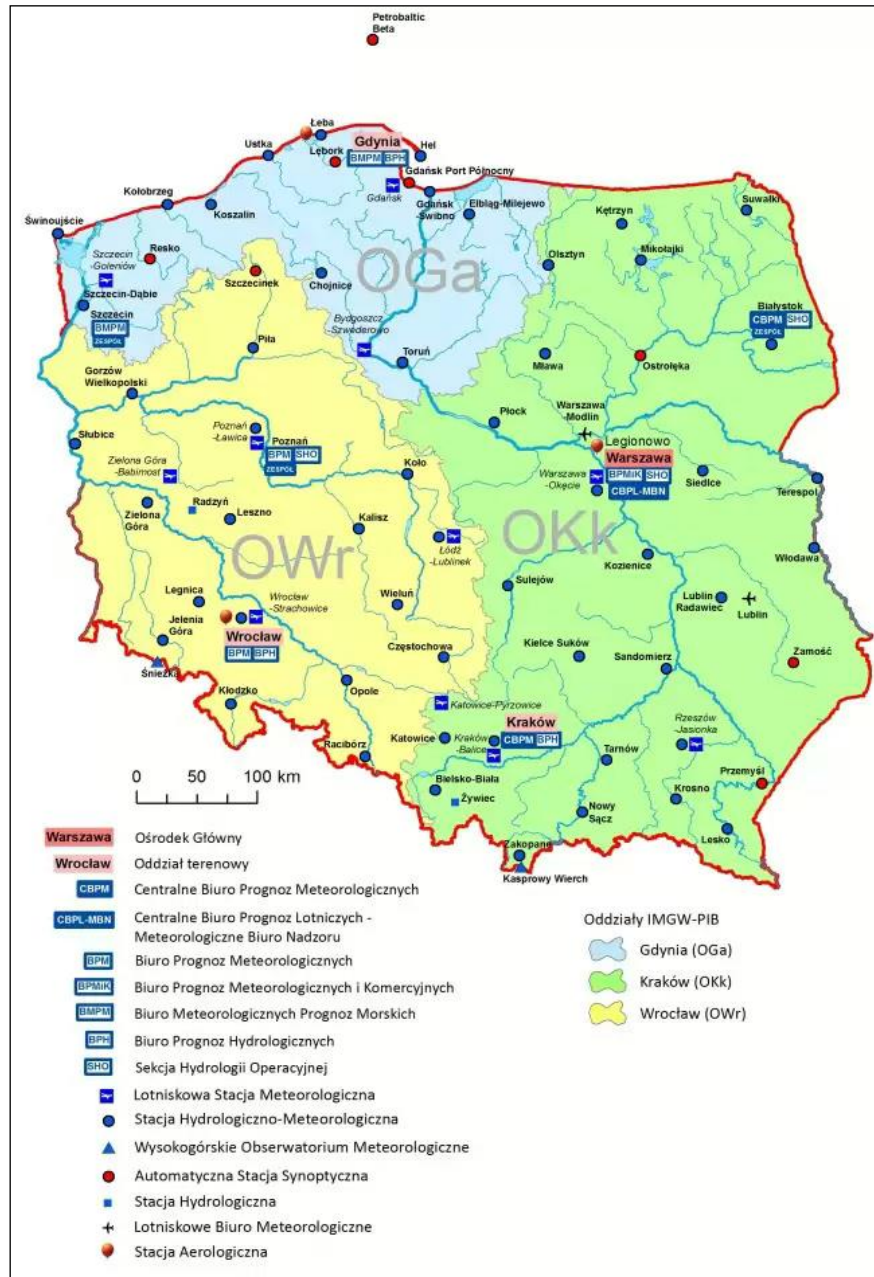 Petrobaltic
Beta
Łeba
Ustka
Lębork
Gdynia
BMPM BPH
Hel
Gdańsk Port Północny
Gdańsk
Gdańsk
-Świbno
Elbląg-Milejewo
Kołobrzeg
Koszalin
Świnoujście
Szczecin
-Goleniów
Resko
Szczecinek
Chojnice
OGa
Szczecin-Dąbie
Szczecin
BMPM
ZESPÓŁ
Bydgoszcz
-Szwederowo
Toruń
Kętrzyn
Suwałki
Mikołajki
Olsztyn
Białystok
CBPM SHO
ZESPÓŁ
Mława
Ostrołęka
Piła
Gorzów
Wielkopolski
Płock
Warszawa
-Modlin
Legionowo
Warszawa
BPMiK SHO
CBPL-MBN
Warszawa
-Okęcie
Siedlce
Terespol
Słubice
Poznań
-Ławica
Poznań
BPM SHO
ZESPÓŁ
Zielona Góra
-Babimost
Koło
Zielona
Góra
Radzyń
Leszno
Kalisz
Łódź
-Lublinek
OWr
OKk
Włodawa
Kozienice
Sulejów
Lublin
Radawiec
Lublin
Legnica
Wrocław
-Strachowice
Wieluń
Jelenia
Góra
Wrocław
BPM BPH
Częstochowa
Kielce Suków
Sandomierz
Zamość
Śnieżka
Kłodzko
Opole
Katowice-Pyrzowice
Kraków
CBPM BPH
Katowice
Kraków
-Balice
Rzeszów
-Jasionka
Racibórz
Tarnów
Przemyśl
Bielsko-Biała
Żywiec
Nowy
Sącz
Krosno
Lesko
Zakopane
Kasprowy Wierch
0 50 100 km
Warszawa Ośrodek Główny
Wrocław Oddział terenowy
CBPM Centralne Biuro Prognoz Meteorologicznych
CBPL-MBN Centralne Biuro Prognoz Lotniczych -
Meteorologiczne Biuro Nadzoru
BPM Biuro Prognoz Meteorologicznych
BPMiK Biuro Prognoz Meteorologicznych i Komercyjnych
BMPM Biuro Meteorologicznych Prognoz Morskich
BPH Biuro Prognoz Hydrologicznych
SHO Sekcja Hydrologii Operacyjnej
Lotniskowa Stacja Meteorologiczna
Stacja Hydrologiczno-Meteorologiczna
Wysokogórskie Obserwatorium Meteorologiczne
Automatyczna Stacja Synoptyczna
Stacja Hydrologiczna
Lotniskowe Biuro Meteorologiczne
Stacja Aerologiczna
Oddziały IMGW-PIB
Gdynia (OGa)
Kraków (OKk)
Wrocław (OWr)